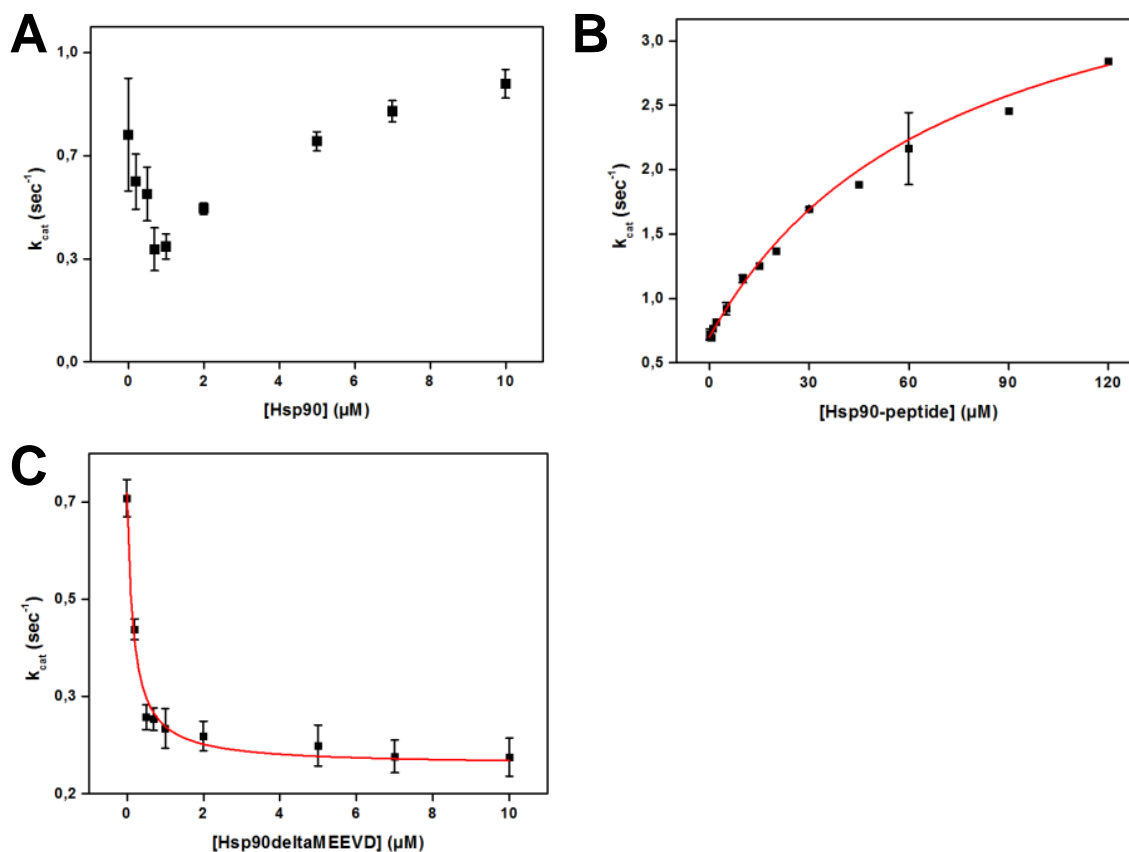 A
1,0
0,7
0,3
0,0
k_cat (sec⁻¹)
0 2 4 6 8 10
[Hsp90] (µM)
B
3,0
2,5
2,0
1,5
1,0
0,5
k_cat (sec⁻¹)
0 30 60 90 120
[Hsp90-peptide] (µM)
C
0,7
0,5
0,3
0,2
k_cat (sec⁻¹)
0 2 4 6 8 10
[Hsp90deltaMEEVD] (µM)